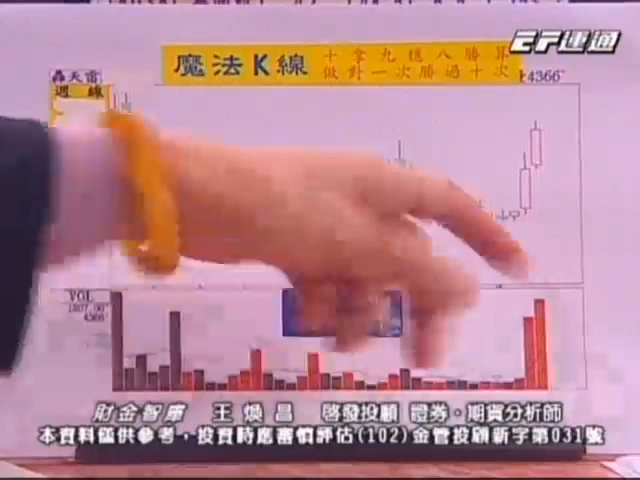 EF運通
魔法K線
十拿九穩八勝算
做對一次勝過十次
轟天雷
週線
4366
VOL
4366
財金智庫 王煥昌 啓發投顧 證券·期貨分析師
本資料僅供參考,投資時應審慎評估(102)金管投顧新字第031號